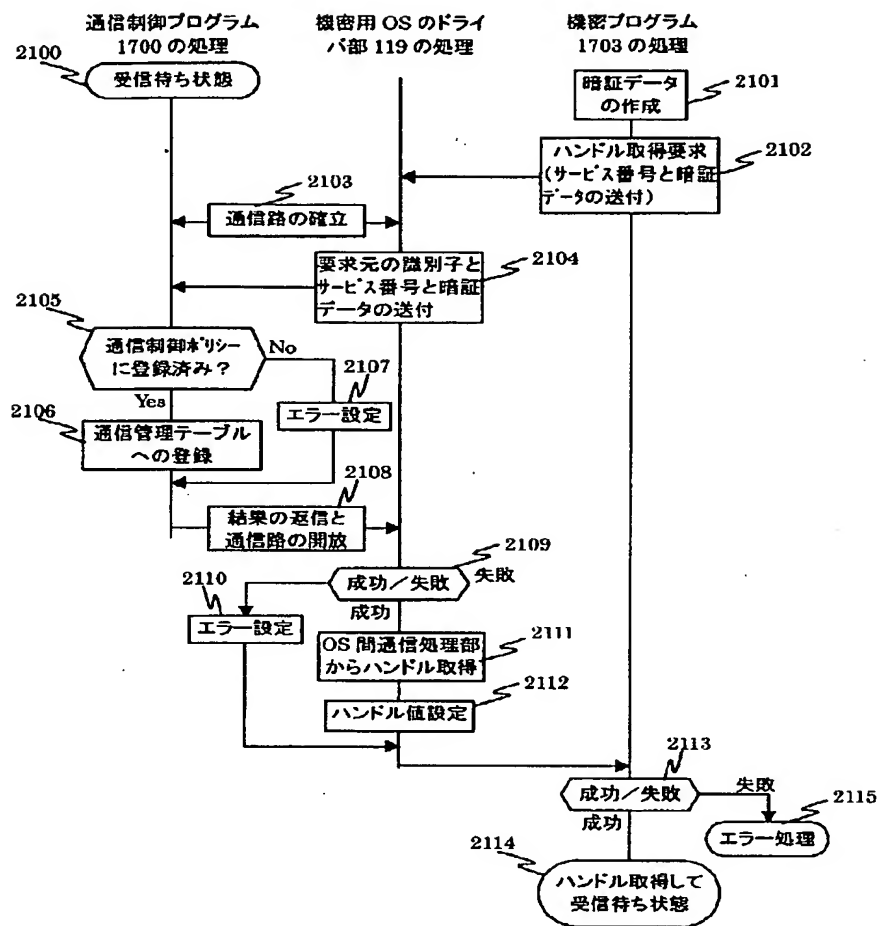 通信制御プログラム
1700 の処理
機密用 OS のドライ
バ部 119 の処理
機密プログラム
1703 の処理
2100
受信待ち状態
暗証データ
の作成
2101
ハンドル取得要求
(サービス番号と暗証
データの送付)
2102
2103
通信路の確立
要求元の識別子と
サービス番号と暗証
データの送付
2104
2105
通信制御ポリシー
に登録済み?
No
Yes
2107
エラー設定
2106
通信管理テーブル
への登録
2108
結果の返信と
通信路の開放
2109
成功/失敗
失敗
成功
2110
エラー設定
OS 間通信処理部
からハンドル取得
2111
2112
ハンドル値設定
2113
成功/失敗
失敗
成功
2115
エラー処理
2114
ハンドル取得して
受信待ち状態